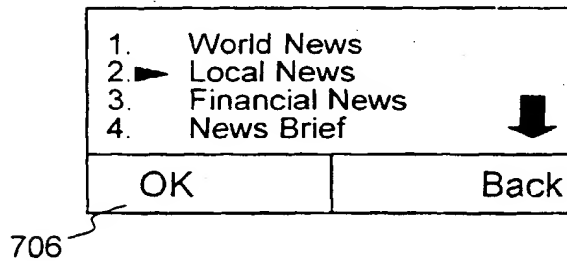 1. World News
2. Local News
3. Financial News
4. News Brief
OK Back
706